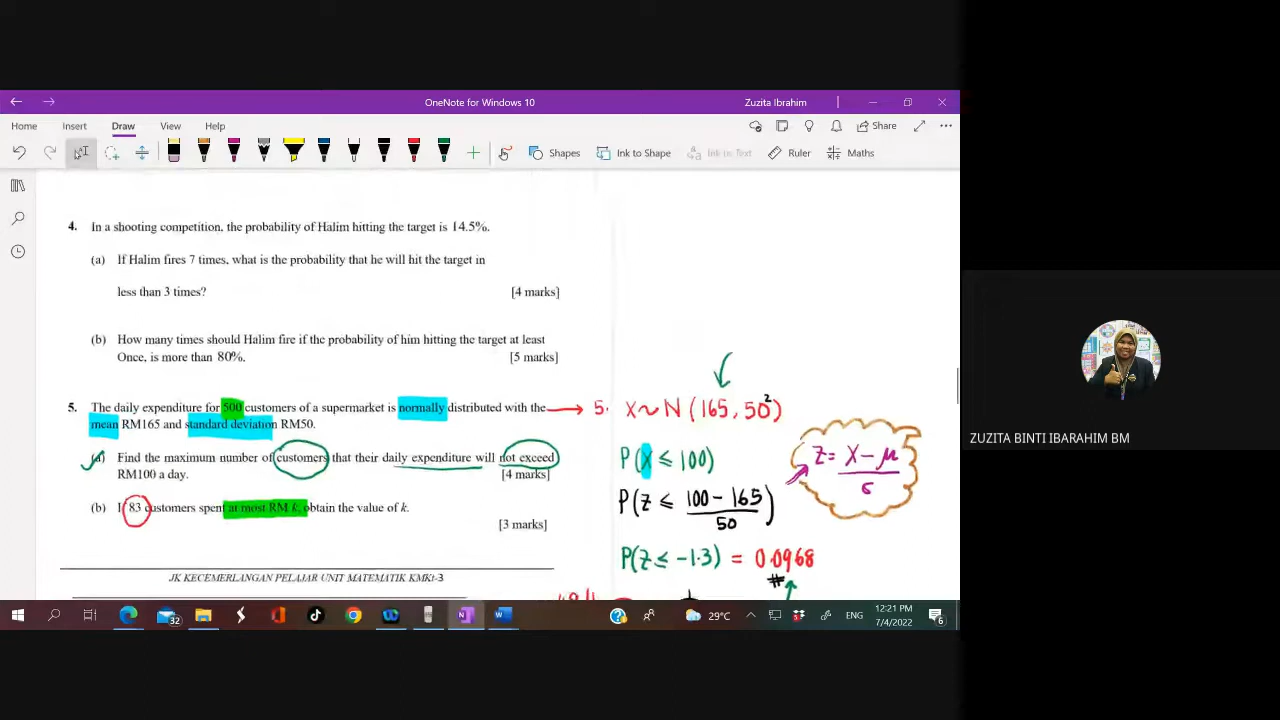 OneNote for Windows 10
Zuzita Ibrahim
Home Insert Draw View Help
Share
Shapes Ink to Shape Ink to Text Ruler Maths
4. In a shooting competition, the probability of Halim hitting the target is 14.5%.
(a) If Halim fires 7 times, what is the probability that he will hit the target in
less than 3 times? [4 marks]
(b) How many times should Halim fire if the probability of him hitting the target at least
Once, is more than 80%. [5 marks]
5. The daily expenditure for 500 customers of a supermarket is normally distributed with the
mean RM165 and standard deviation RM50.
(a) Find the maximum number of customers that their daily expenditure will not exceed
RM100 a day. [4 marks]
(b) I 83 customers spent at most RM k, obtain the value of k.
[3 marks]
JK KECEMERLANGAN PELAJAR UNIT MATEMATIK KMKt-3
5. X ~ N (165, 50²)
P(X ≤ 100)
P(Z ≤ 100 - 165 / 50)
Z = X - μ / σ
P(Z ≤ -1.3) = 0.0968
#
ZUZITA BINTI IBARAHIM BM
32
29°C
ENG
12:21 PM
7/4/2022
6